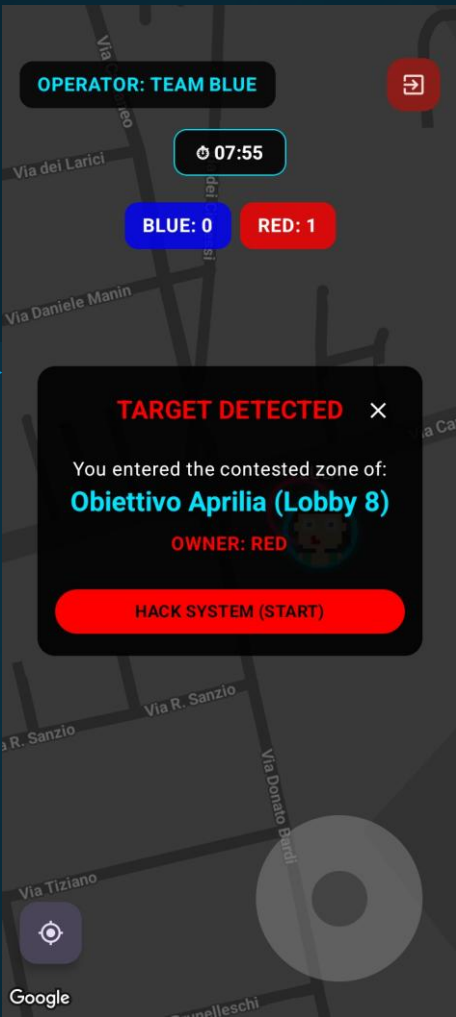 OPERATOR: TEAM BLUE
Via dei Larici
07:55
BLUE: 0
RED: 1
Via Daniele Manin
TARGET DETECTED
You entered the contested zone of:
Obiettivo Aprilia (Lobby 8)
OWNER: RED
HACK SYSTEM (START)
Via R. Sanzio
R. Sanzio
Via Donato Bardi
Via Tiziano
Google